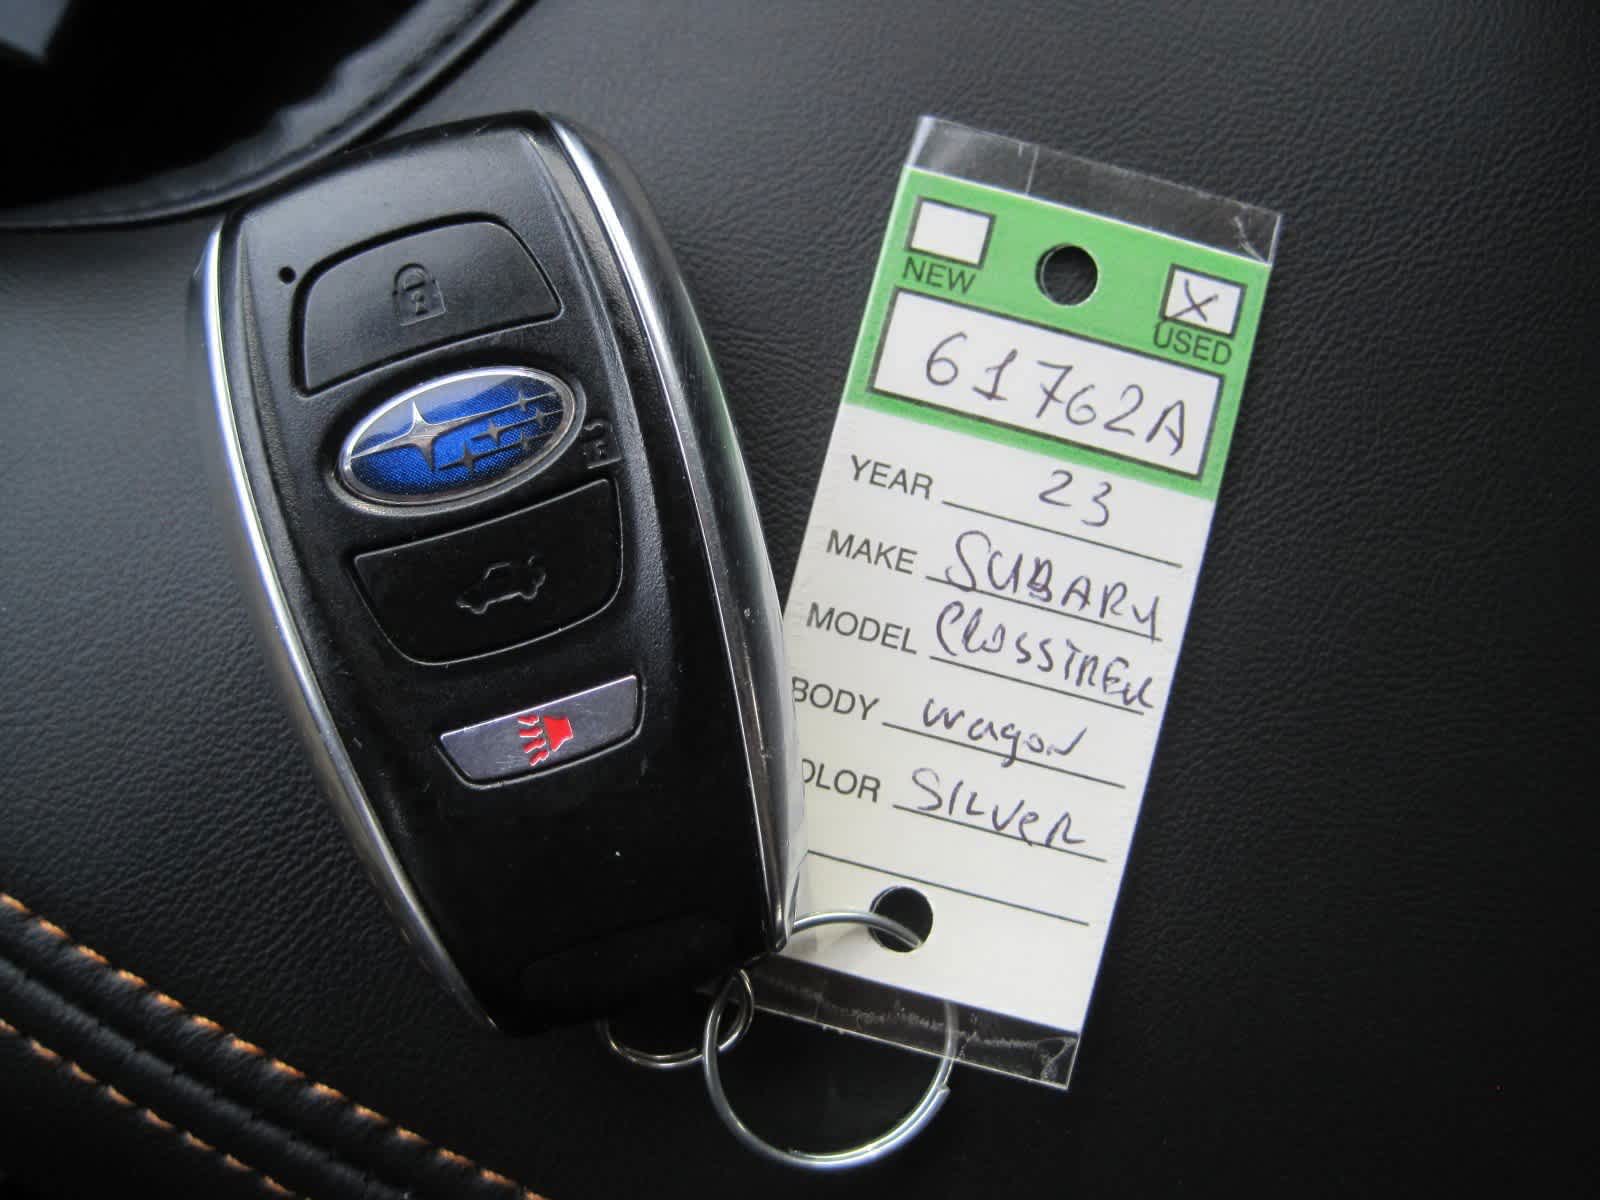 NEW
USED X
61762A
YEAR 23
MAKE SUBARU
MODEL CROSSTREK
BODY wagon
OLOR SILVER